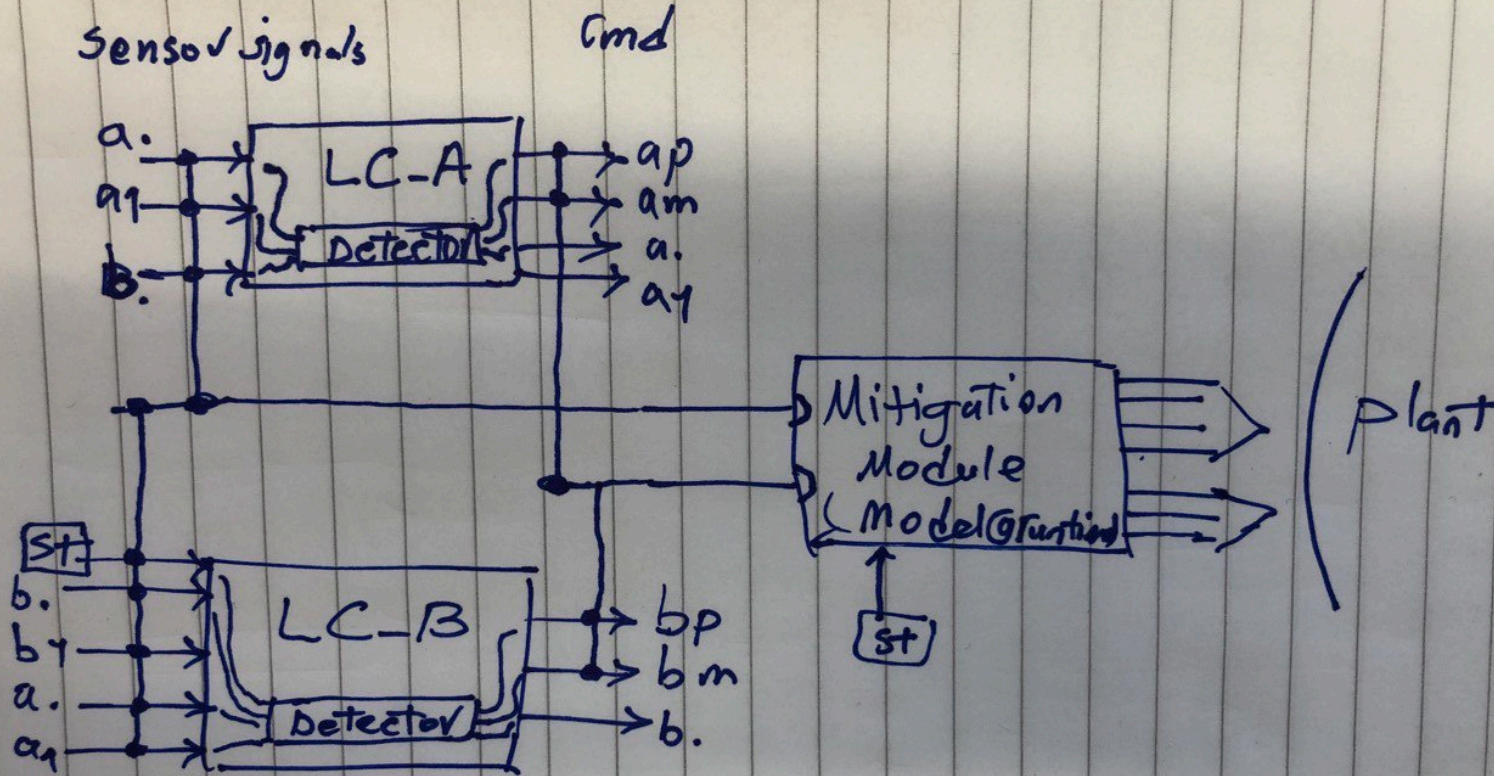 Sensor signals
Cmd
a.
a1
b.
LC-A
Detector
ap
am
a.
a1
Mitigation
Module
(Model@runtime)
Plant
st
st
b.
b1
a.
a1
LC-B
Detector
bp
bm
b.